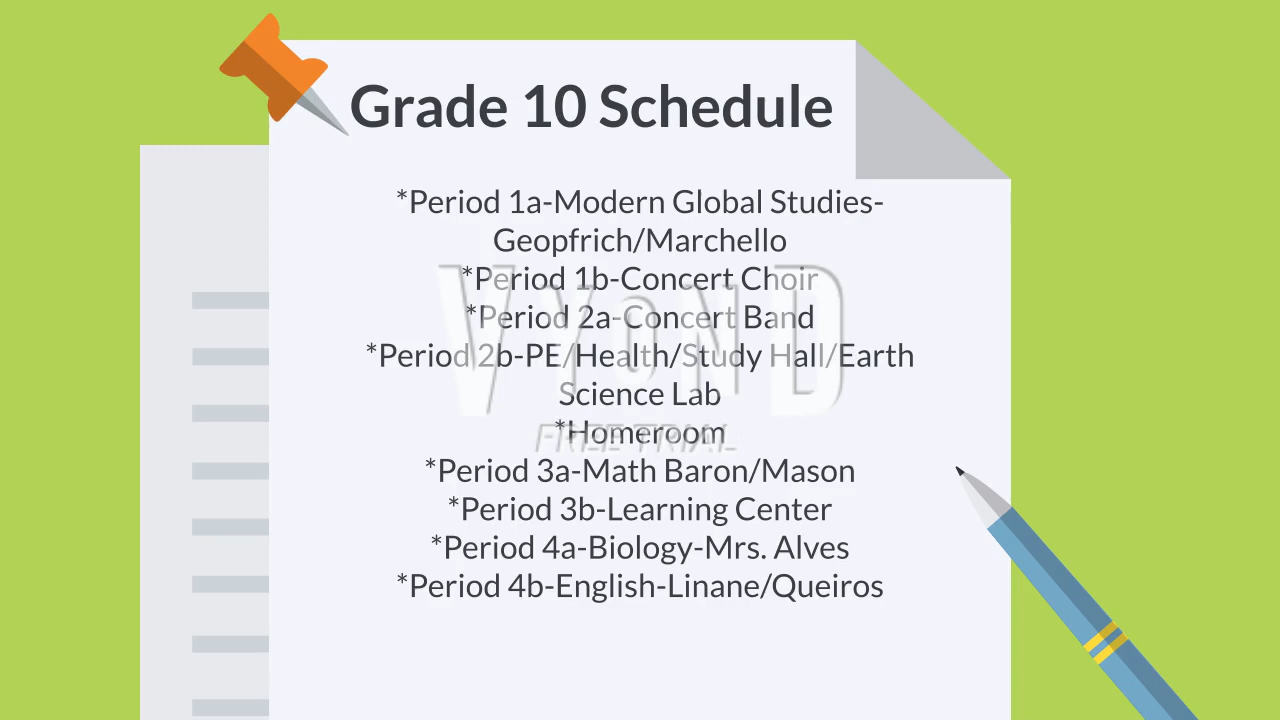 Grade 10 Schedule
*Period 1a-Modern Global Studies-
Geopfrich/Marchello
*Period 1b-Concert Choir
*Period 2a-Concert Band
*Period 2b-PE/Health/Study Hall/Earth
Science Lab
*Homeroom
*Period 3a-Math Baron/Mason
*Period 3b-Learning Center
*Period 4a-Biology-Mrs. Alves
*Period 4b-English-Linane/Queiros
VYOND
FREE TRIAL